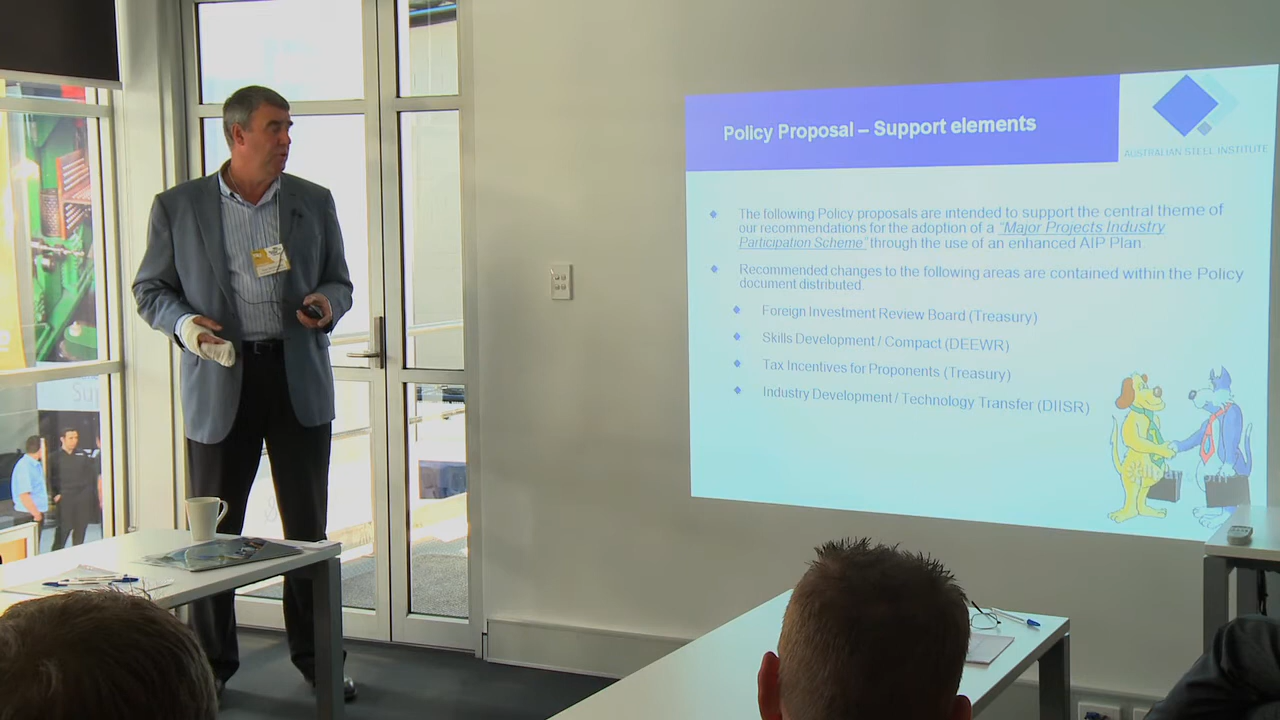 Policy Proposal – Support elements
AUSTRALIAN STEEL INSTITUTE
The following Policy proposals are intended to support the central theme of
our recommendations for the adoption of a "Major Projects Industry
Participation Scheme" through the use of an enhanced AIP Plan
Recommended changes to the following areas are contained within the Policy
document distributed.
Foreign Investment Review Board (Treasury)
Skills Development / Compact (DEEWR)
Tax Incentives for Proponents (Treasury)
Industry Development / Technology Transfer (DIISR)
Su